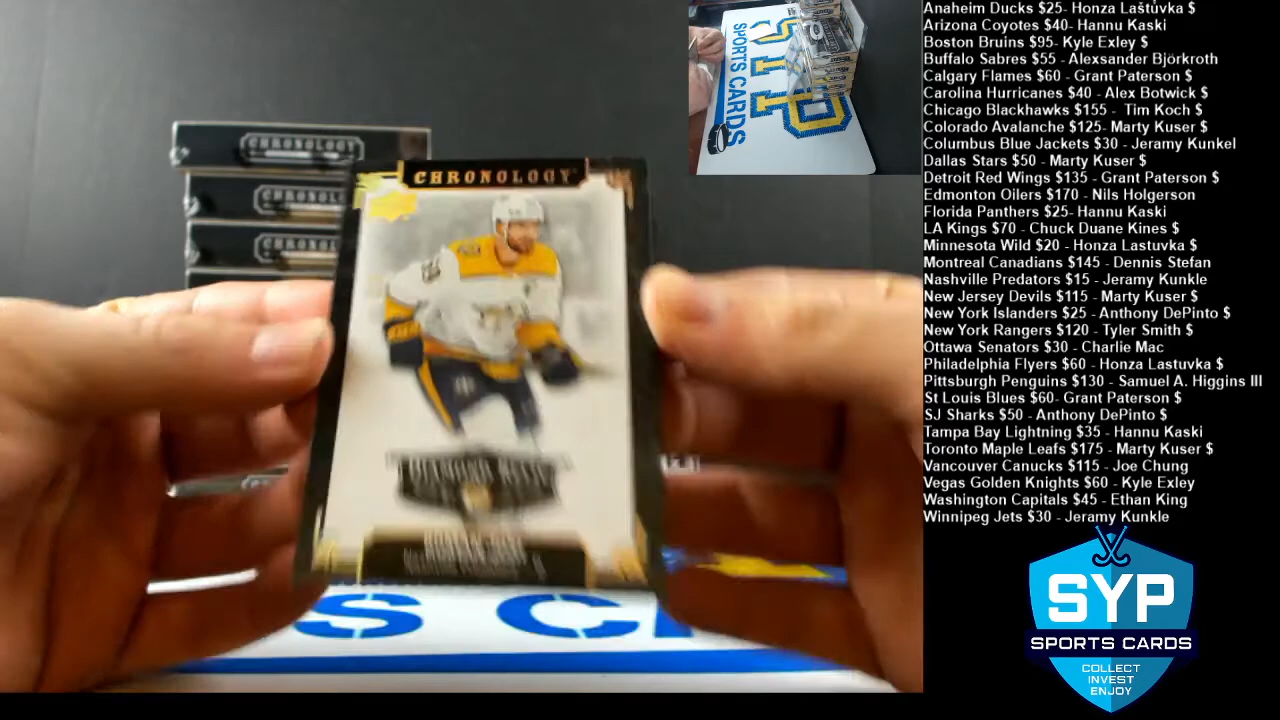 Anaheim Ducks $25- Honza Laštůvka $
Arizona Coyotes $40- Hannu Kaski
Boston Bruins $95- Kyle Exley $
Buffalo Sabres $55 - Alexsander Björkroth
Calgary Flames $60 - Grant Paterson $
Carolina Hurricanes $40 - Alex Botwick $
Chicago Blackhawks $155 - Tim Koch $
Colorado Avalanche $125- Marty Kuser $
Columbus Blue Jackets $30 - Jeramy Kunkel
Dallas Stars $50 - Marty Kuser $
Detroit Red Wings $135 - Grant Paterson $
Edmonton Oilers $170 - Nils Holgerson
Florida Panthers $25- Hannu Kaski
LA Kings $70 - Chuck Duane Kines $
Minnesota Wild $20 - Honza Lastuvka $
Montreal Canadians $145 - Dennis Stefan
Nashville Predators $15 - Jeramy Kunkle
New Jersey Devils $115 - Marty Kuser $
New York Islanders $25 - Anthony DePinto $
New York Rangers $120 - Tyler Smith $
Ottawa Senators $30 - Charlie Mac
Philadelphia Flyers $60 - Honza Lastuvka $
Pittsburgh Penguins $130 - Samuel A. Higgins III
St Louis Blues $60- Grant Paterson $
SJ Sharks $50 - Anthony DePinto $
Tampa Bay Lightning $35 - Hannu Kaski
Toronto Maple Leafs $175 - Marty Kuser $
Vancouver Canucks $115 - Joe Chung
Vegas Golden Knights $60 - Kyle Exley
Washington Capitals $45 - Ethan King
Winnipeg Jets $30 - Jeramy Kunkle
SYP
SPORTS CARDS
COLLECT
INVEST
ENJOY
SYP
SPORTS CARDS
CHRONOLOGY
CHRONOL
CHRONOL
CHRONOLOGY
S C